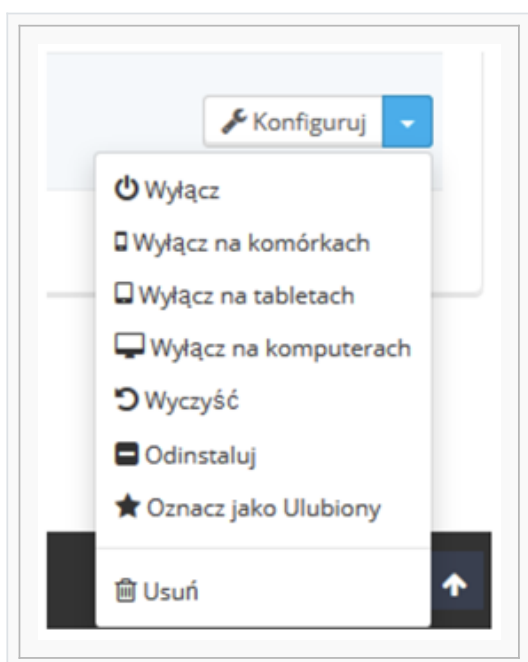 Konfiguruj
Wyłącz
Wyłącz na komórkach
Wyłącz na tabletach
Wyłącz na komputerach
Wyczyść
Odinstaluj
Oznacz jako Ulubiony
Usuń